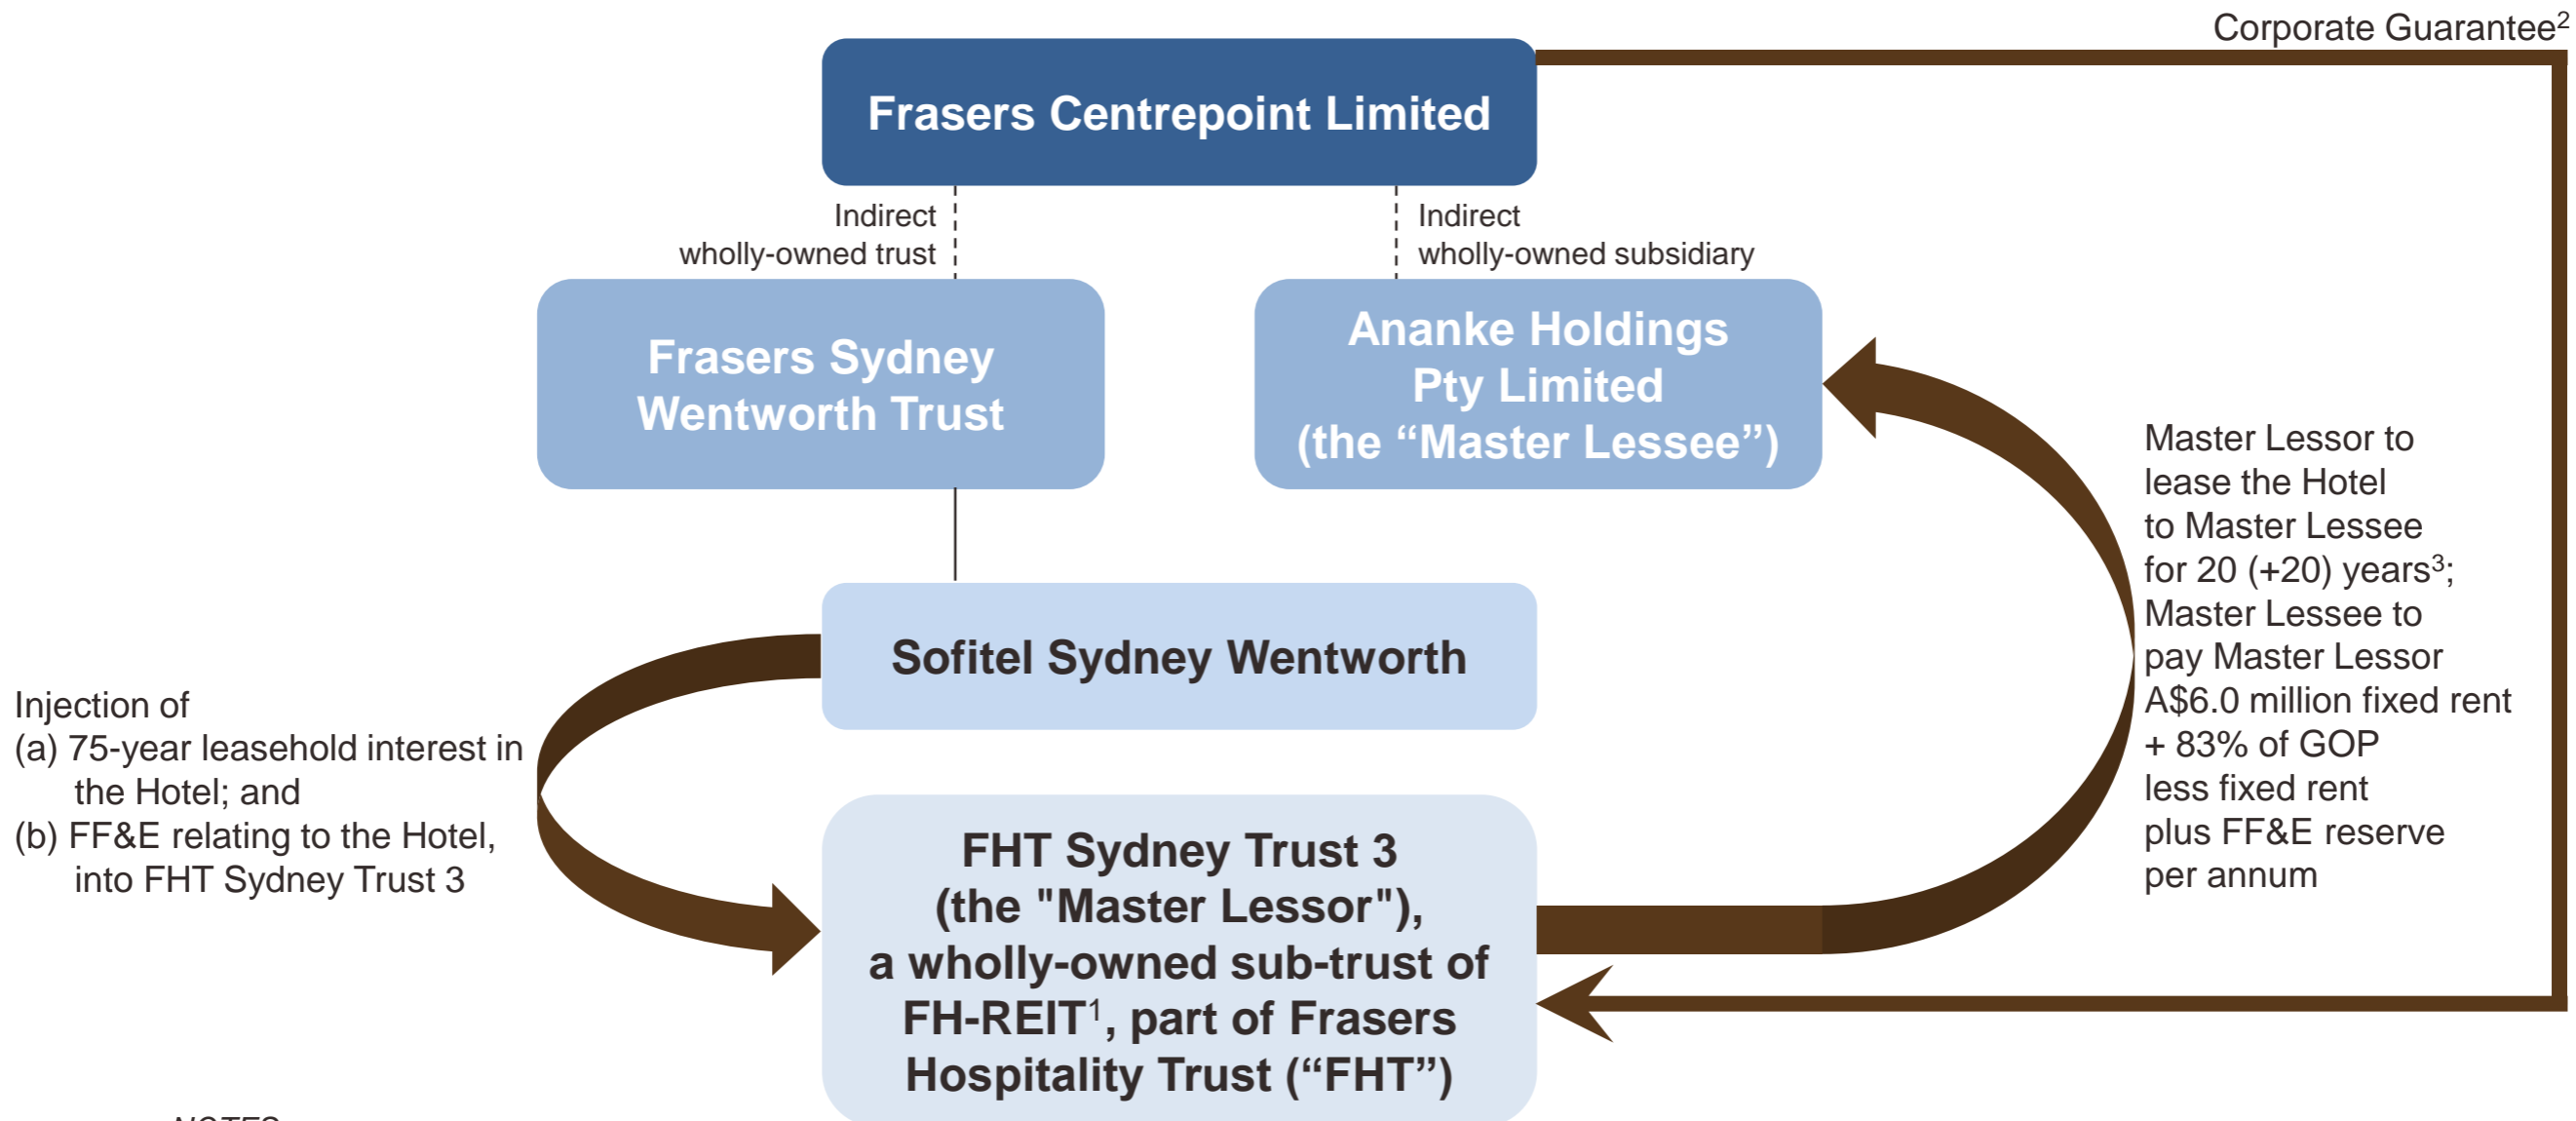 Corporate Guarantee²
Frasers Centrepoint Limited
Indirect
wholly-owned trust
Indirect
wholly-owned subsidiary
Frasers Sydney
Wentworth Trust
Ananke Holdings
Pty Limited
(the “Master Lessee”)
Master Lessor to
lease the Hotel
to Master Lessee
for 20 (+20) years³;
Master Lessee to
pay Master Lessor
A$6.0 million fixed rent
+ 83% of GOP
less fixed rent
plus FF&E reserve
per annum
Sofitel Sydney Wentworth
Injection of
(a) 75-year leasehold interest in
the Hotel; and
(b) FF&E relating to the Hotel,
into FHT Sydney Trust 3
FHT Sydney Trust 3
(the "Master Lessor"),
a wholly-owned sub-trust of
FH-REIT¹, part of Frasers
Hospitality Trust (“FHT”)
NOTES